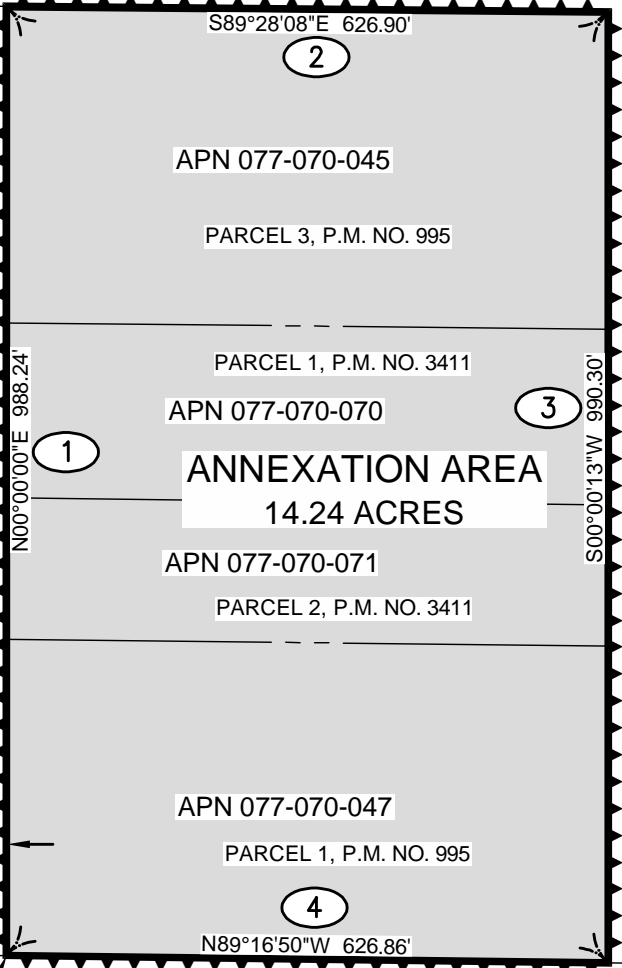 S89°28'08"E 626.90'
2
APN 077-070-045
PARCEL 3, P.M. NO. 995
PARCEL 1, P.M. NO. 3411
APN 077-070-070
3
1
N00°00'00"E 988.24'
S00°00'13"W 990.30'
ANNEXATION AREA
14.24 ACRES
APN 077-070-071
PARCEL 2, P.M. NO. 3411
APN 077-070-047
PARCEL 1, P.M. NO. 995
4
N89°16'50"W 626.86'